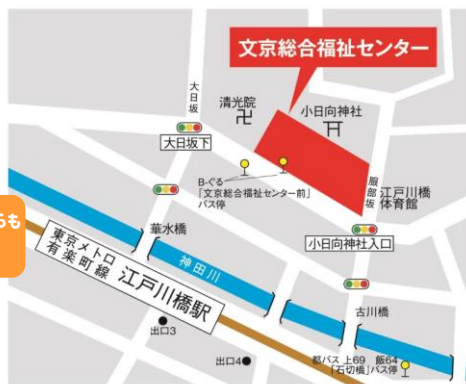 文京総合福祉センター
大日坂
清光院
小日向神社
大日坂下
B-ぐる
「文京総合福祉センター前」
バス停
服部坂
江戸川橋
体育館
小日向神社入口
らも
華水橋
東京メトロ
有楽町線
江戸川橋駅
神田川
古川橋
出口3
出口4
都バス 上69 飯64
「石切橋」バス停